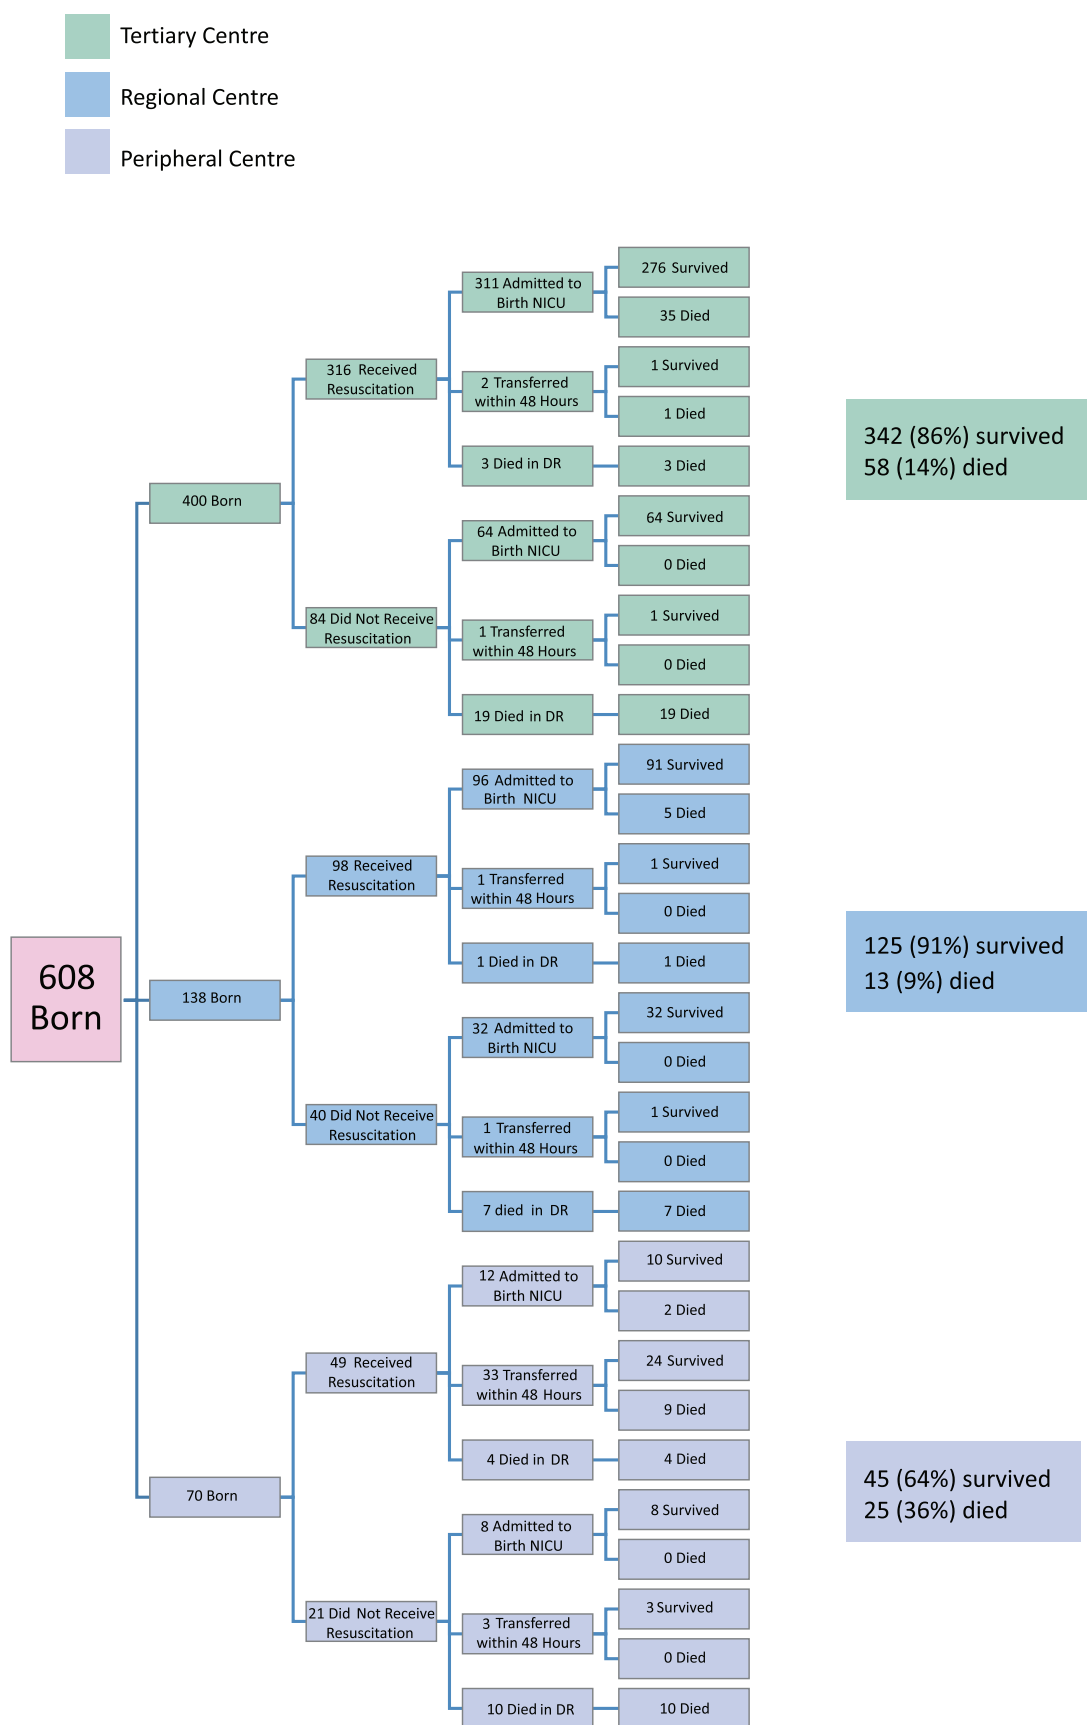 Tertiary Centre
Regional Centre
Peripheral Centre
276 Survived
311 Admitted to
Birth NICU
35 Died
316 Received
Resuscitation
1 Survived
2 Transferred
within 48 Hours
1 Died
342 (86%) survived
58 (14%) died
3 Died in DR
3 Died
400 Born
64 Survived
64 Admitted to
Birth NICU
0 Died
84 Did Not Receive
Resuscitation
1 Survived
1 Transferred
within 48 Hours
0 Died
19 Died in DR
19 Died
91 Survived
96 Admitted to
Birth NICU
5 Died
98 Received
Resuscitation
1 Survived
1 Transferred
within 48 Hours
0 Died
125 (91%) survived
13 (9%) died
1 Died in DR
1 Died
608
Born
138 Born
32 Survived
32 Admitted to
Birth NICU
0 Died
40 Did Not Receive
Resuscitation
1 Survived
1 Transferred
within 48 Hours
0 Died
7 died in DR
7 Died
10 Survived
12 Admitted to
Birth NICU
2 Died
49 Received
Resuscitation
24 Survived
33 Transferred
within 48 Hours
9 Died
4 Died in DR
4 Died
45 (64%) survived
25 (36%) died
70 Born
8 Survived
8 Admitted to
Birth NICU
0 Died
21 Did Not Receive
Resuscitation
3 Survived
3 Transferred
within 48 Hours
0 Died
10 Died in DR
10 Died